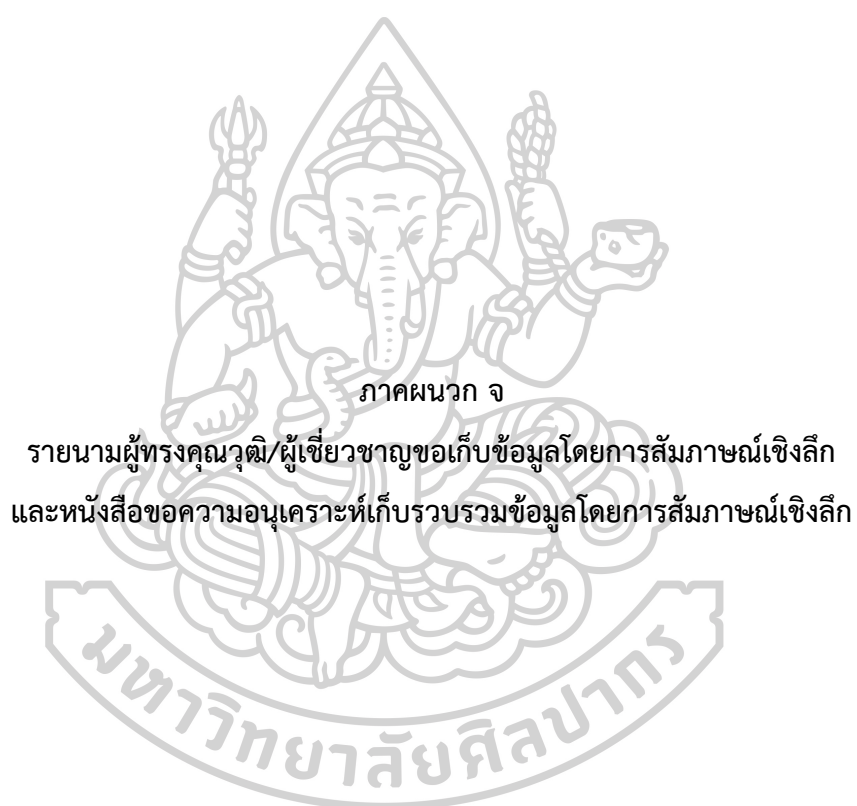 ภาคผนวก จ
รายนามผู้ทรงคุณวุฒิ/ผู้เชี่ยวชาญขอเก็บข้อมูลโดยการสัมภาษณ์เชิงลึก
และหนังสือขอความอนุเคราะห์เก็บรวบรวมข้อมูลโดยการสัมภาษณ์เชิงลึก
มหาวิทยาลัยศิลปากร